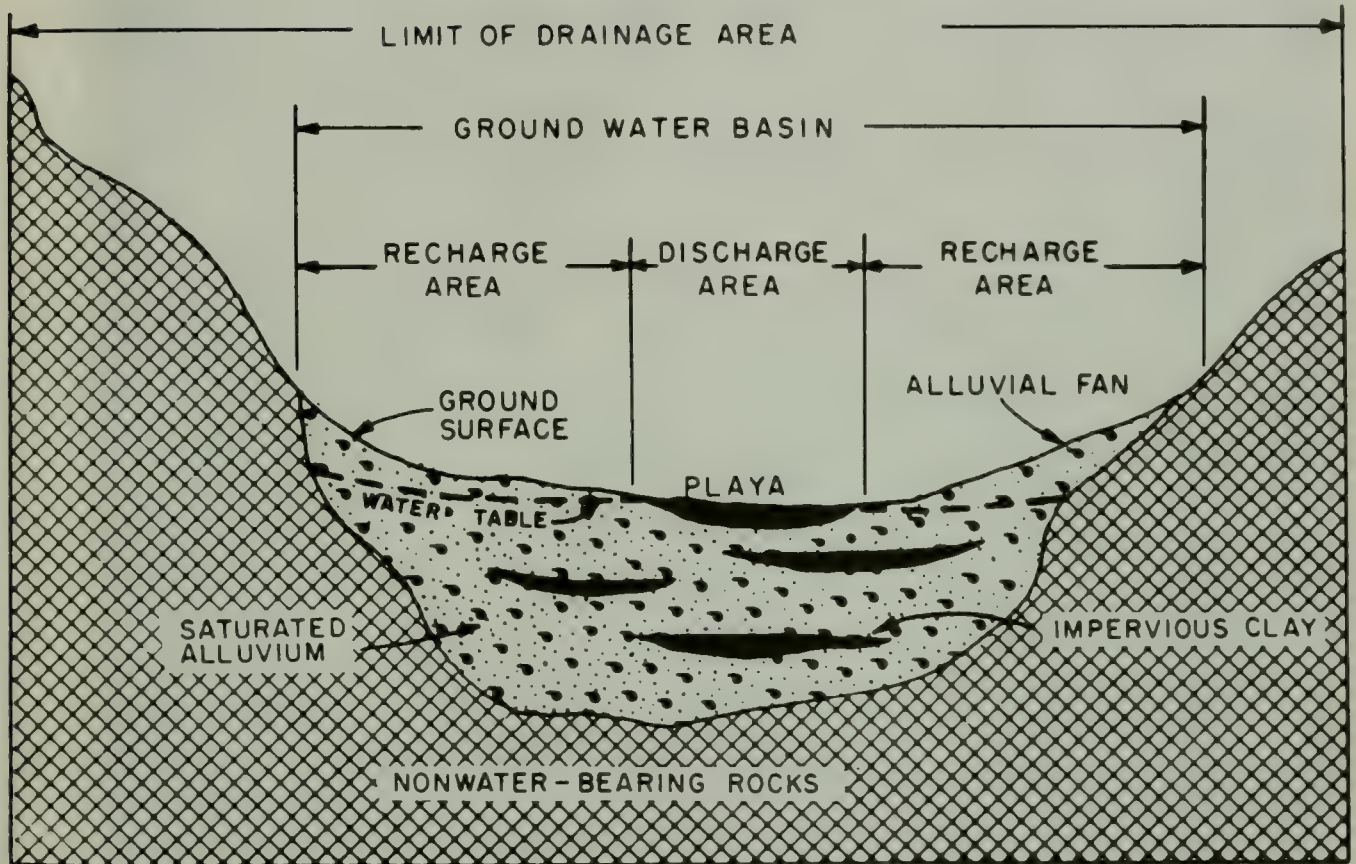 LIMIT OF DRAINAGE AREA
GROUND WATER BASIN
RECHARGE
AREA
DISCHARGE
AREA
RECHARGE
AREA
GROUND
SURFACE
ALLUVIAL FAN
PLAYA
WATER TABLE
SATURATED
ALLUVIUM
IMPERVIOUS CLAY
NONWATER-BEARING ROCKS